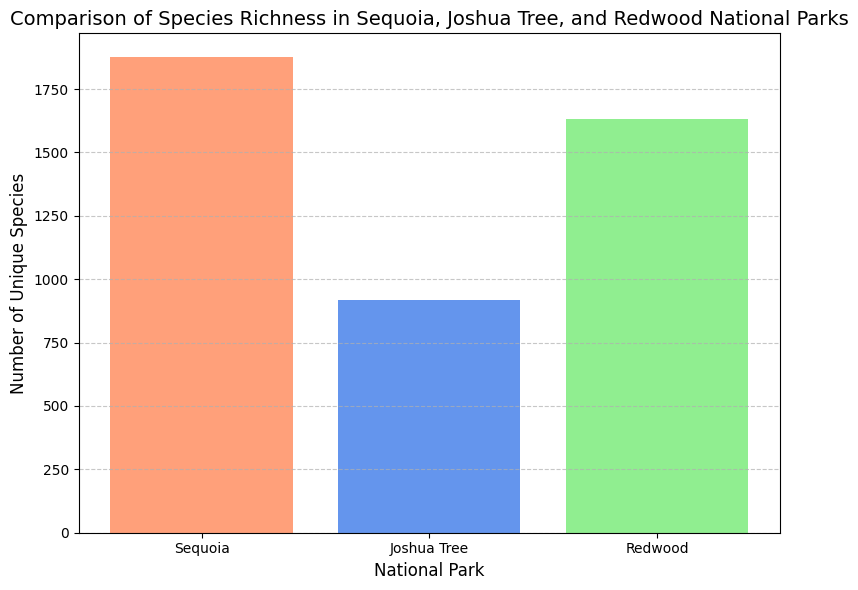 Comparison of Species Richness in Sequoia, Joshua Tree, and Redwood National Parks
Number of Unique Species
1750
1500
1250
1000
750
500
250
0
Sequoia Joshua Tree Redwood
National Park